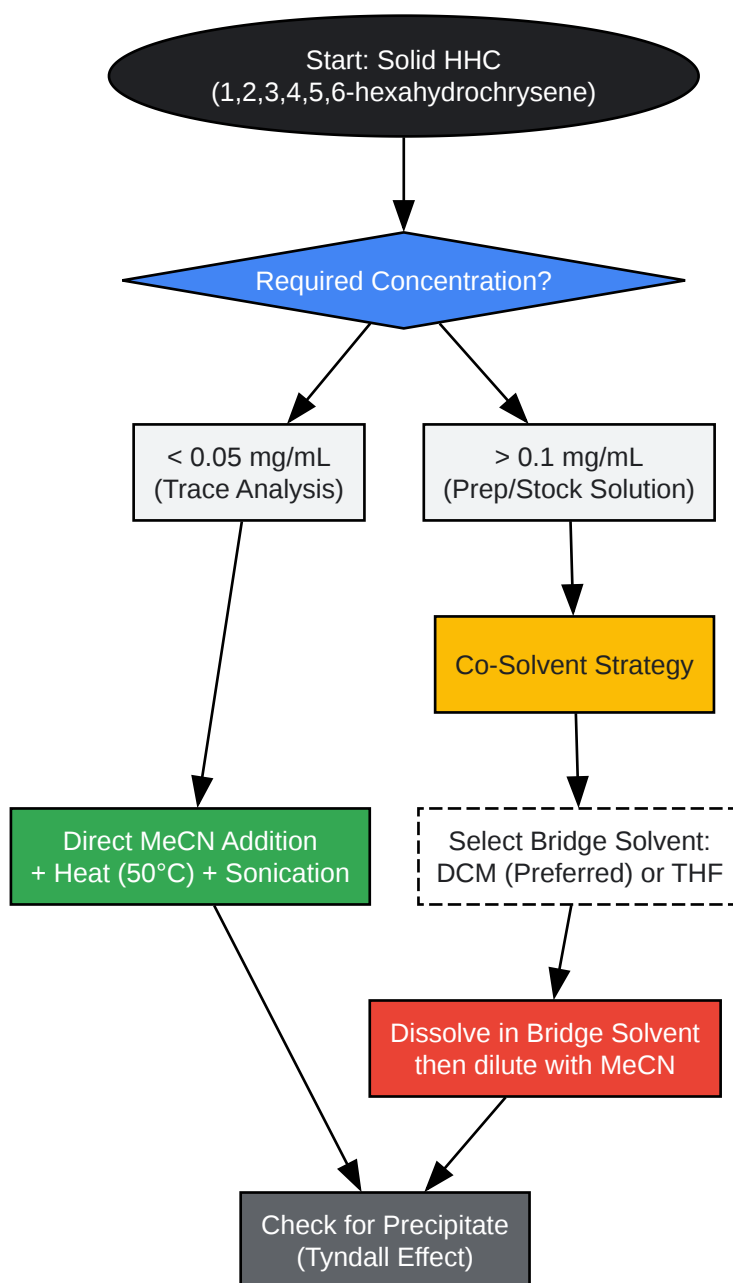 Start: Solid HHC
(1,2,3,4,5,6-hexahydrochrysene)
Required Concentration?
< 0.05 mg/mL
(Trace Analysis)
> 0.1 mg/mL
(Prep/Stock Solution)
Co-Solvent Strategy
Direct MeCN Addition
+ Heat (50°C) + Sonication
Select Bridge Solvent:
DCM (Preferred) or THF
Dissolve in Bridge Solvent
then dilute with MeCN
Check for Precipitate
(Tyndall Effect)